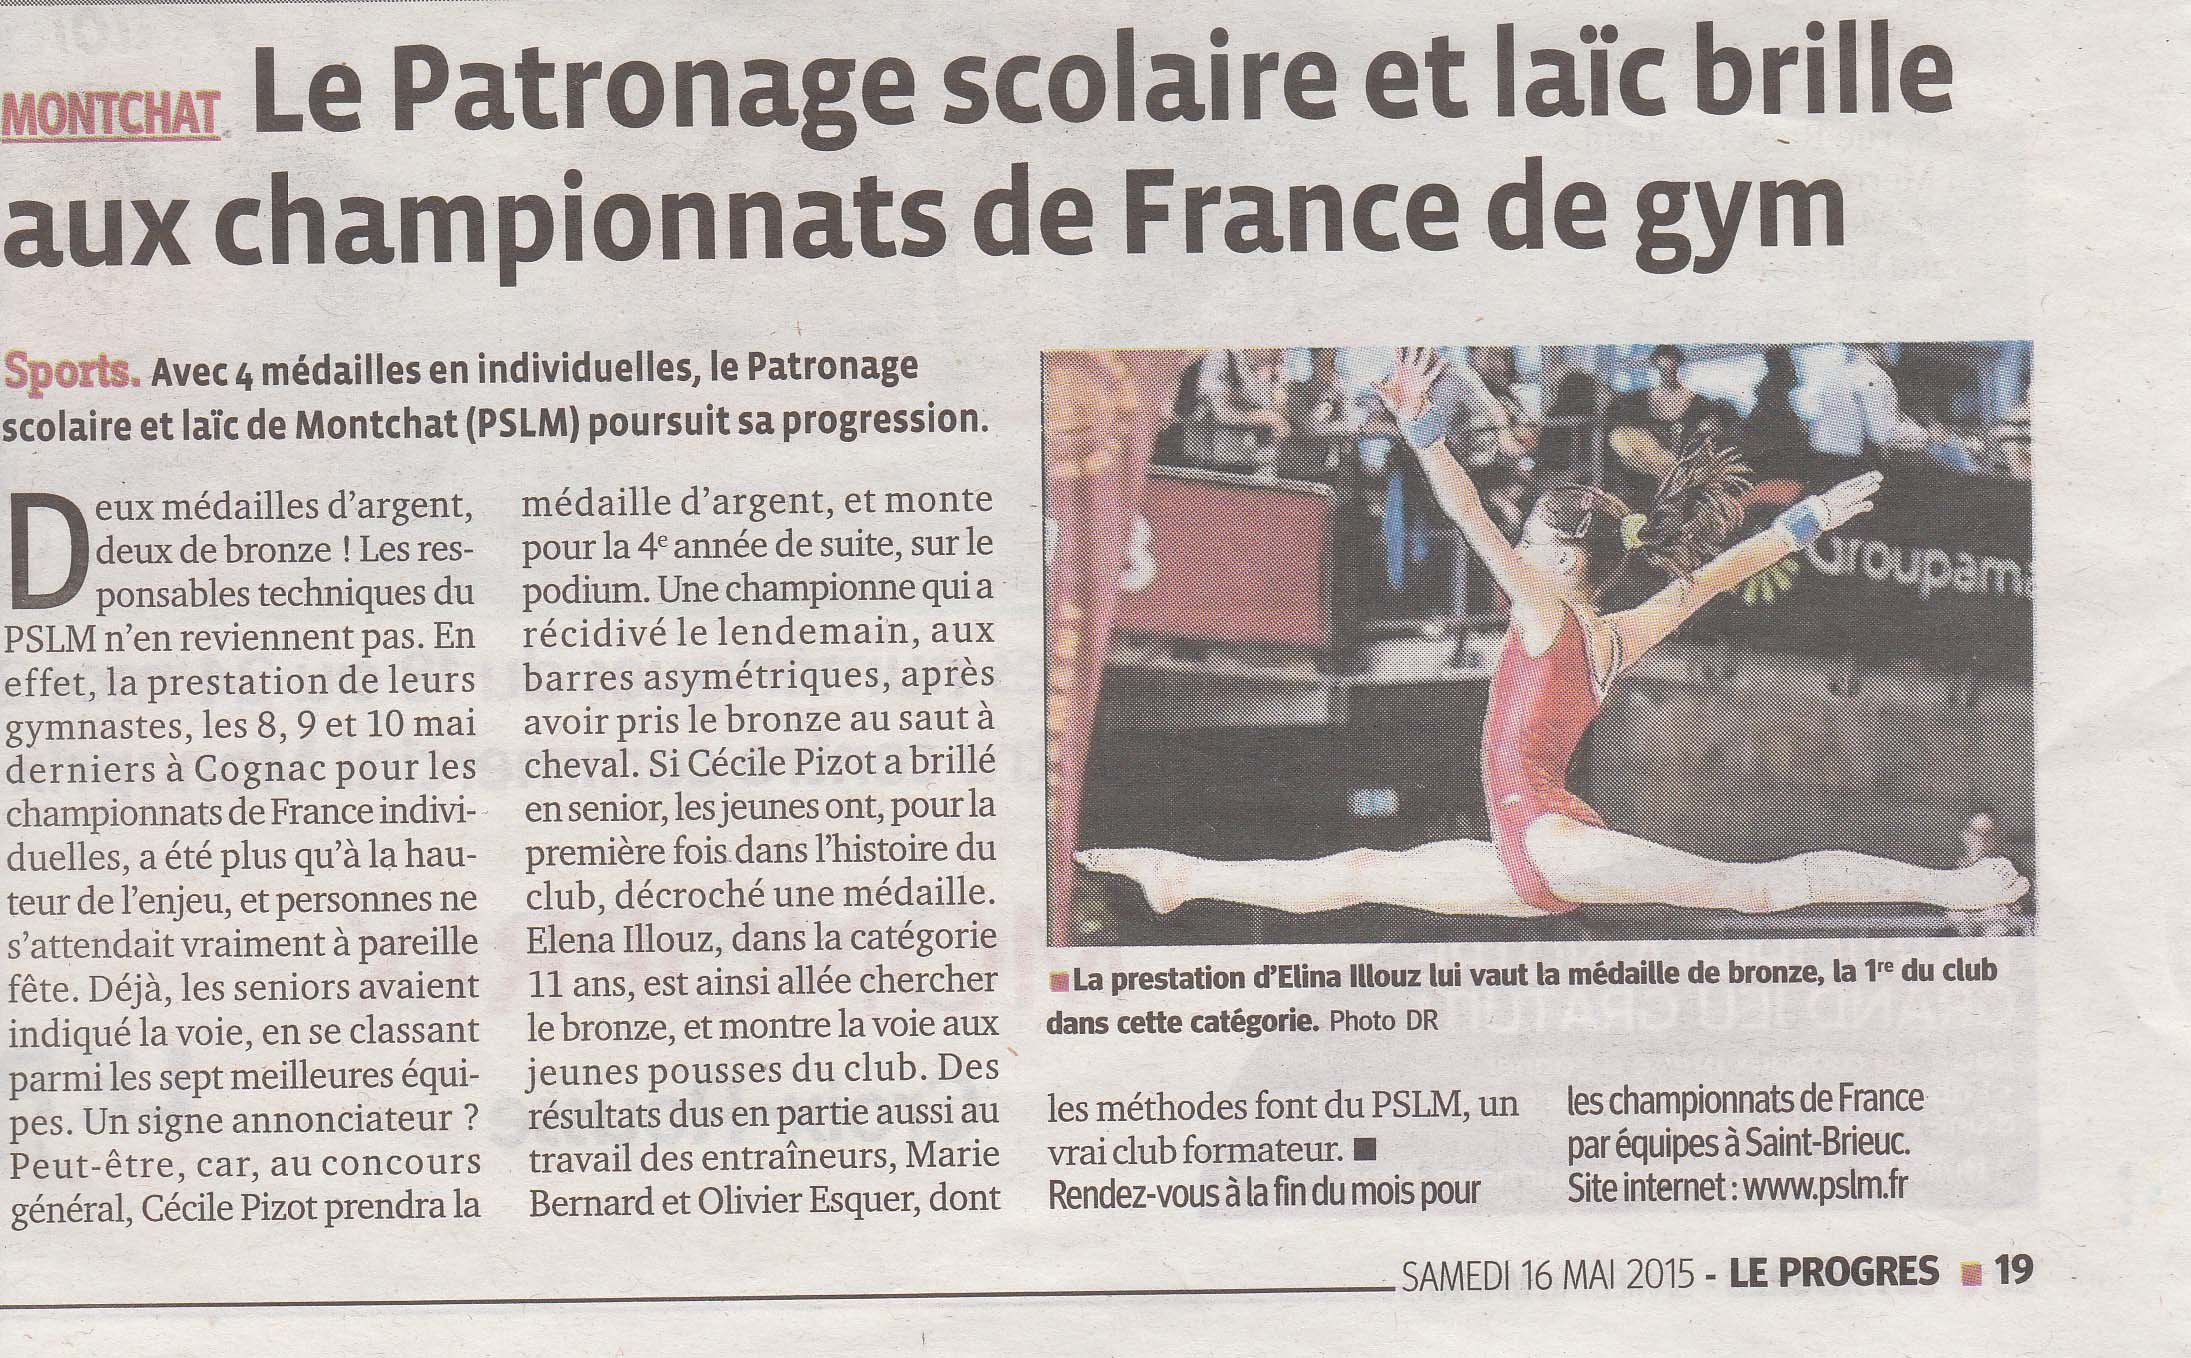 MONTCHAT Le Patronage scolaire et laïc brille
aux championnats de France de gym
Sports. Avec 4 médailles en individuelles, le Patronage
scolaire et laïc de Montchat (PSLM) poursuit sa progression.
Deux médailles d'argent,
deux de bronze ! Les res-
ponsables techniques du
PSLM n'en reviennent pas. En
effet, la prestation de leurs
gymnastes, les 8, 9 et 10 mai
derniers à Cognac pour les
championnats de France indivi-
duelles, a été plus qu'à la hau-
teur de l'enjeu, et personnes ne
s'attendait vraiment à pareille
fête. Déjà, les seniors avaient
indiqué la voie, en se classant
parmi les sept meilleures équi-
pes. Un signe annonciateur ?
Peut-être, car, au concours
général, Cécile Pizot prendra la
médaille d'argent, et monte
pour la 4e année de suite, sur le
podium. Une championne qui a
récidivé le lendemain, aux
barres asymétriques, après
avoir pris le bronze au saut à
cheval. Si Cécile Pizot a brillé
en senior, les jeunes ont, pour la
première fois dans l'histoire du
club, décroché une médaille.
Elena Illouz, dans la catégorie
11 ans, est ainsi allée chercher
le bronze, et montre la voie aux
jeunes pousses du club. Des
résultats dus en partie aussi au
travail des entraîneurs, Marie
Bernard et Olivier Esquer, dont
Groupama
■ La prestation d'Elina Illouz lui vaut la médaille de bronze, la 1re du club
dans cette catégorie. Photo DR
les méthodes font du PSLM, un
vrai club formateur. ■
Rendez-vous à la fin du mois pour
les championnats de France
par équipes à Saint-Brieuc.
Site internet : www.pslm.fr
SAMEDI 16 MAI 2015 - LE PROGRES ■ 19